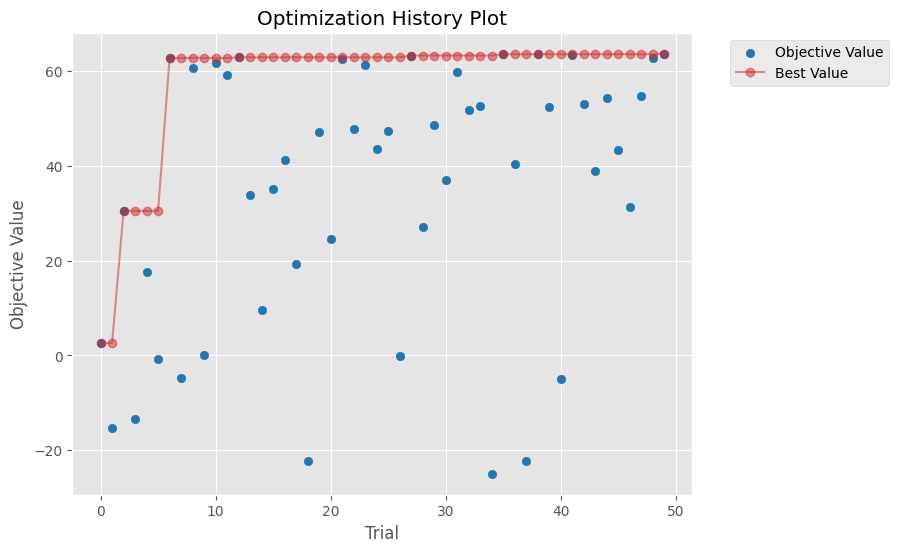 Optimization History Plot
Objective Value
Best Value
Objective Value
60
40
20
0
−20
0 10 20 30 40 50
Trial